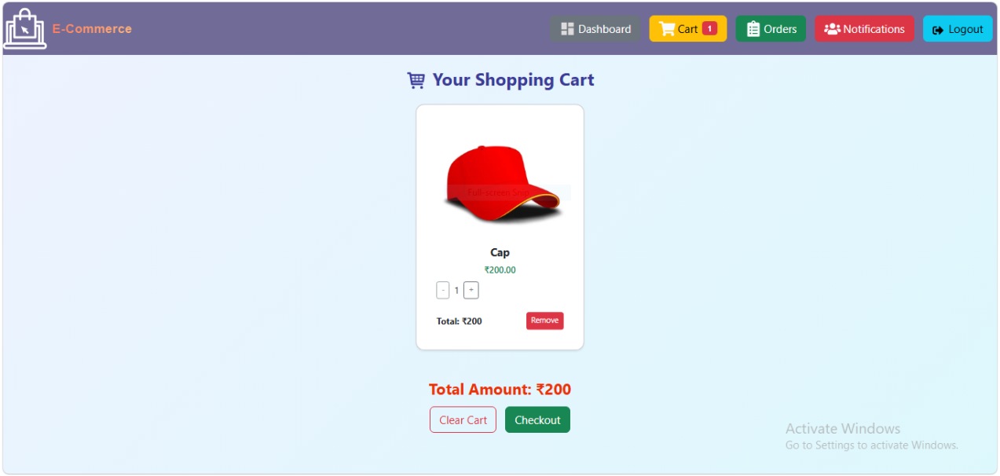 E-Commerce
Dashboard
Cart 1
Orders
Notifications
Logout
Your Shopping Cart
Full-screen Snip
Cap
₹200.00
- 1 +
Total: ₹200 Remove
Total Amount: ₹200
Clear Cart Checkout
Activate Windows
Go to Settings to activate Windows.